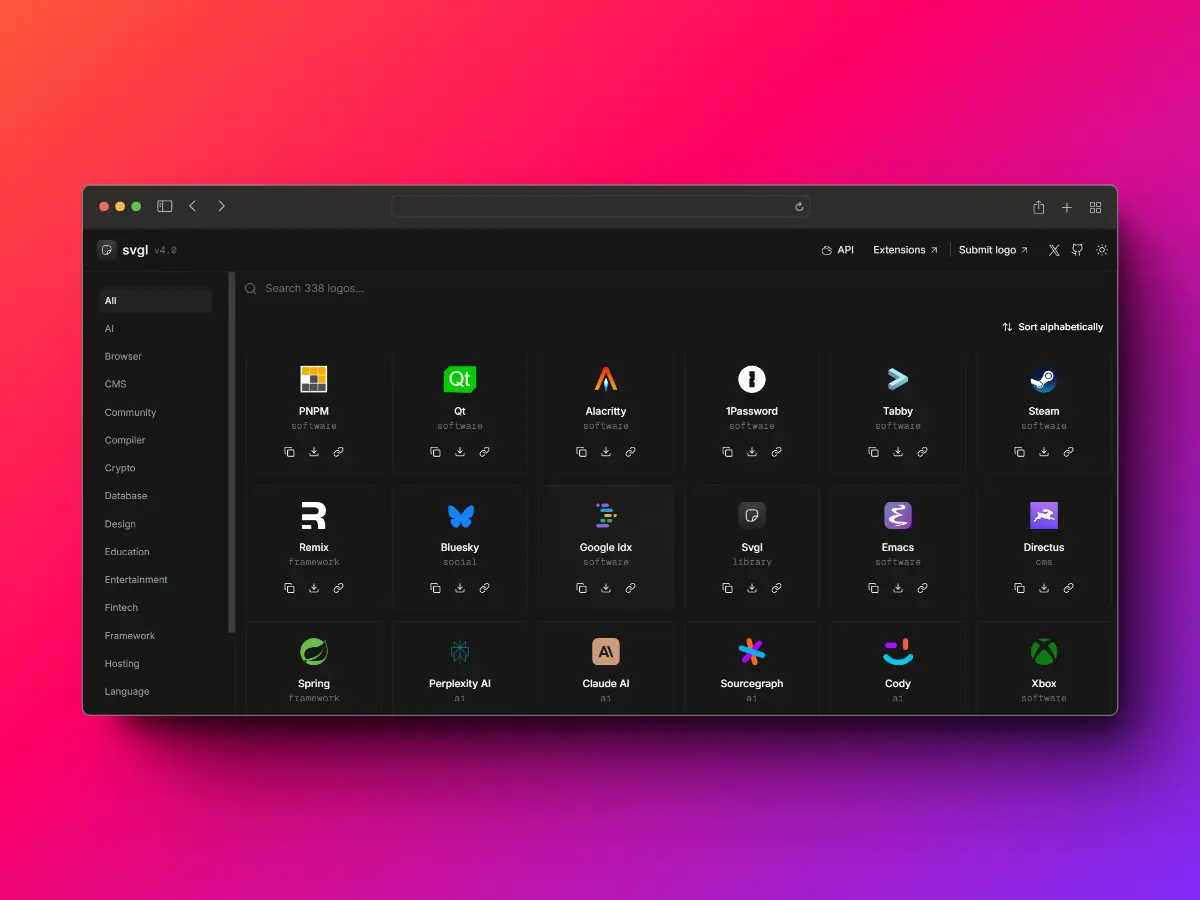 svgl v4.0
API
Extensions
Submit logo
All
AI
Browser
CMS
Community
Compiler
Crypto
Database
Design
Education
Entertainment
Fintech
Framework
Hosting
Language
Search 338 logos...
Sort alphabetically
PNPM
software
Qt
Qt
software
Alacritty
software
1Password
software
Tabby
software
Steam
software
Remix
framework
Bluesky
social
Google Idx
software
Svgl
library
Emacs
software
Directus
cms
Spring
framework
Perplexity AI
ai
A\
Claude AI
ai
Sourcegraph
ai
Cody
ai
Xbox
software